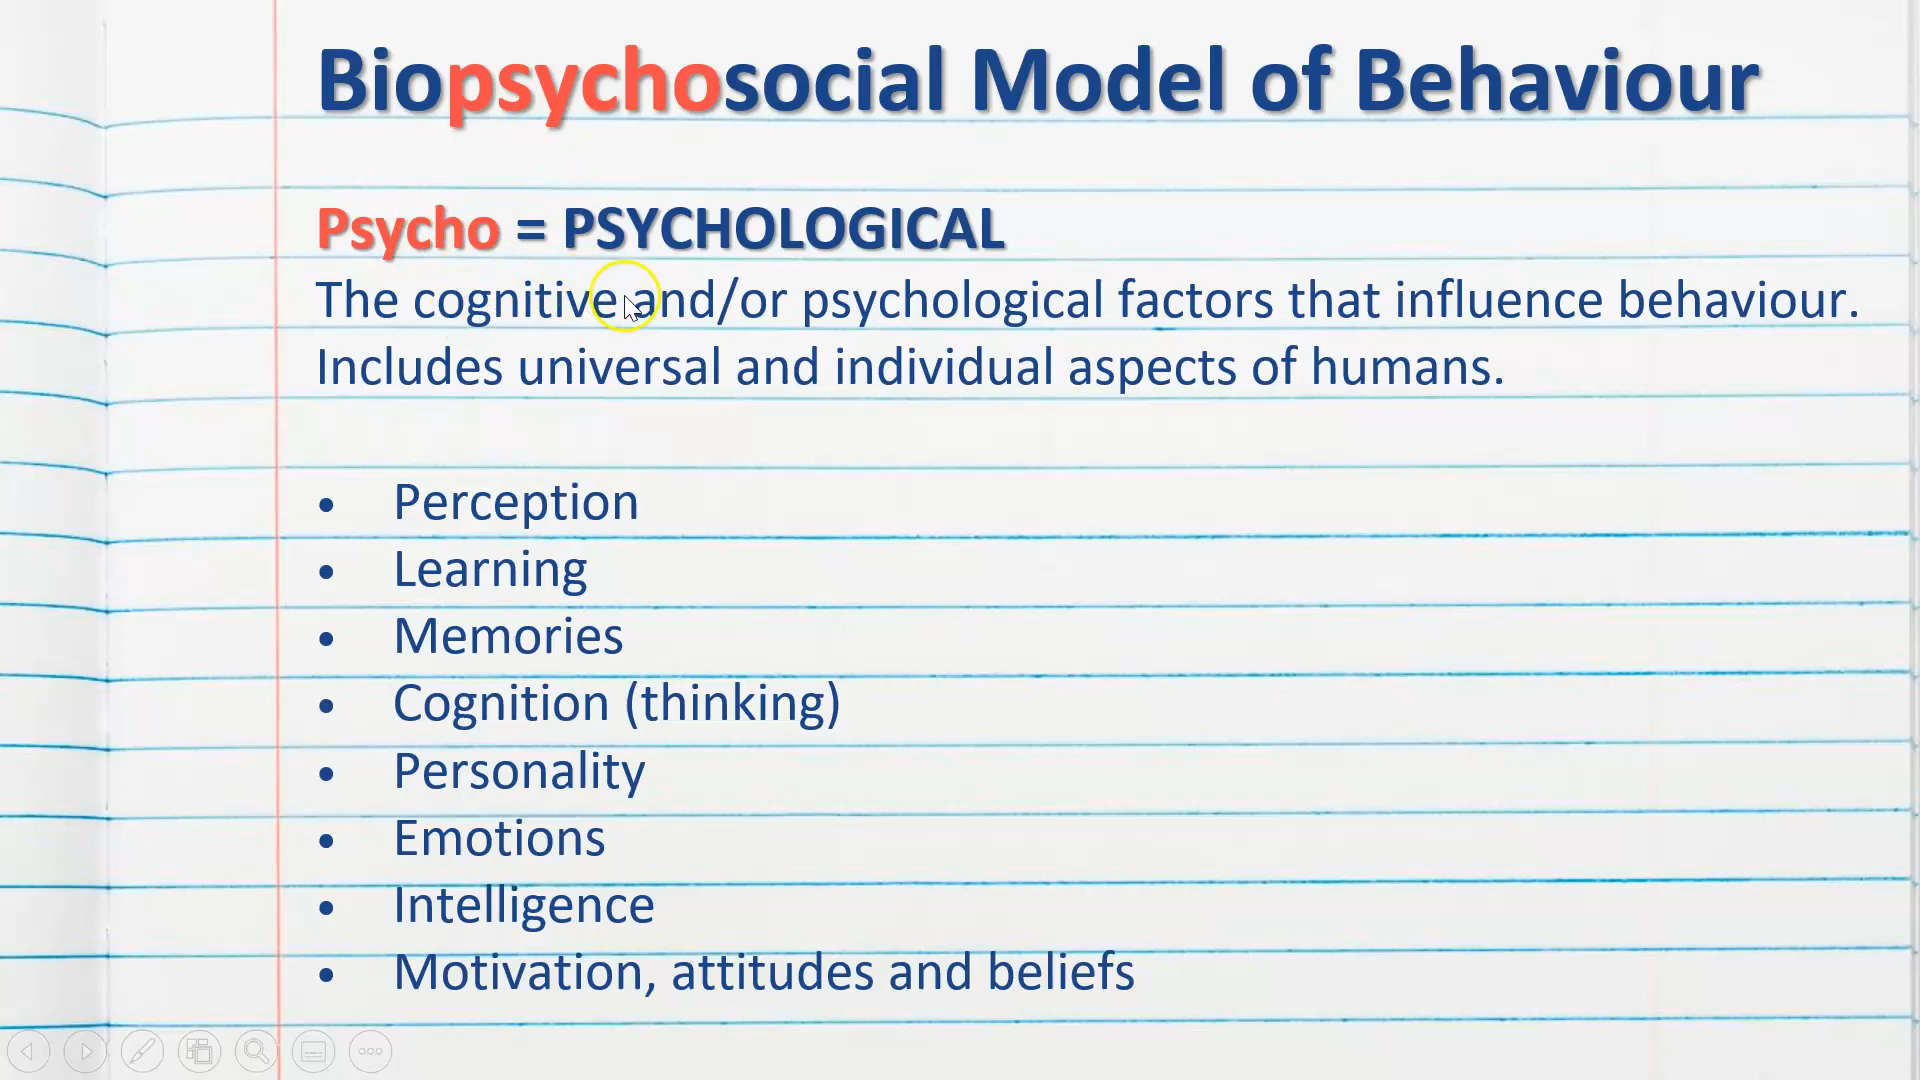 Biopsychosocial Model of Behaviour
Psycho = PSYCHOLOGICAL
The cognitive and/or psychological factors that influence behaviour.
Includes universal and individual aspects of humans.
• Perception
• Learning
• Memories
• Cognition (thinking)
• Personality
• Emotions
• Intelligence
• Motivation, attitudes and beliefs